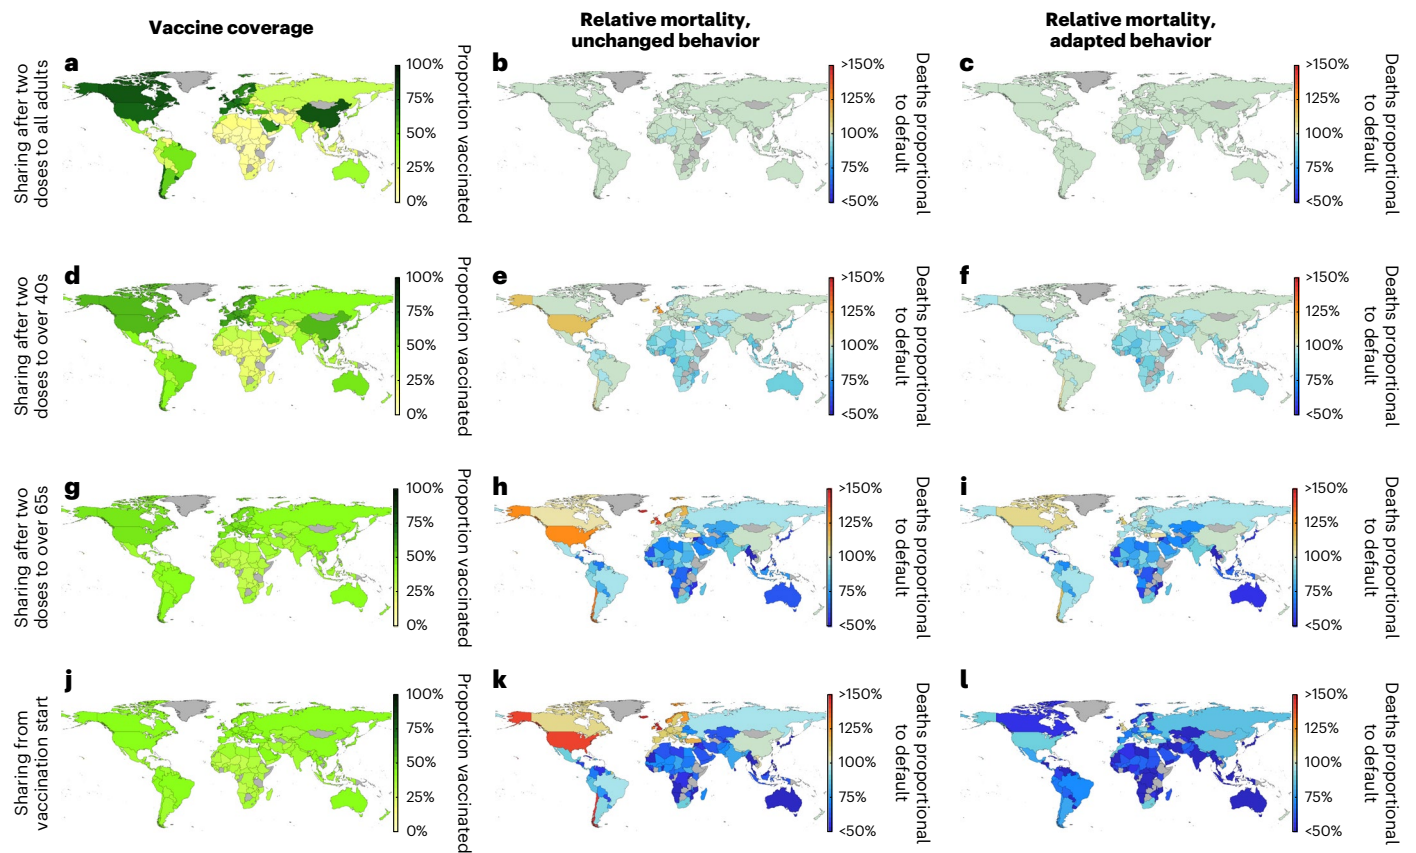 Vaccine coverage
Relative mortality,
unchanged behavior
Relative mortality,
adapted behavior
Sharing after two
doses to all adults
a
100%
75%
50%
25%
0%
Proportion vaccinated
b
>150%
125%
100%
75%
<50%
Deaths proportional
to default
c
>150%
125%
100%
75%
<50%
Deaths proportional
to default
Sharing after two
doses to over 40s
d
100%
75%
50%
25%
0%
Proportion vaccinated
e
>150%
125%
100%
75%
<50%
Deaths proportional
to default
f
>150%
125%
100%
75%
<50%
Deaths proportional
to default
Sharing after two
doses to over 65s
g
100%
75%
50%
25%
0%
Proportion vaccinated
h
>150%
125%
100%
75%
<50%
Deaths proportional
to default
i
>150%
125%
100%
75%
<50%
Deaths proportional
to default
Sharing from
vaccination start
j
100%
75%
50%
25%
0%
Proportion vaccinated
k
>150%
125%
100%
75%
<50%
Deaths proportional
to default
l
>150%
125%
100%
75%
<50%
Deaths proportional
to default